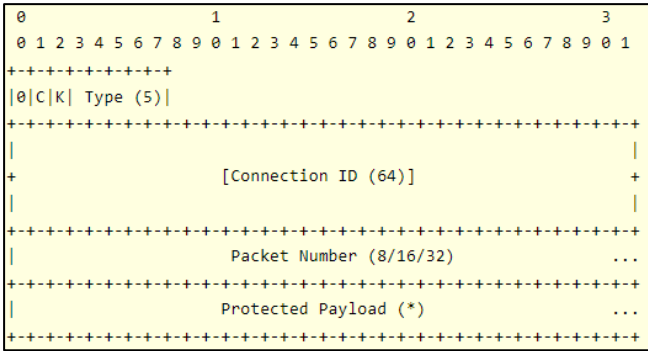 0                   1                   2                   3
0 1 2 3 4 5 6 7 8 9 0 1 2 3 4 5 6 7 8 9 0 1 2 3 4 5 6 7 8 9 0 1
+-+-+-+-+-+-+-+-+
|0|C|K| Type (5)|
+-+-+-+-+-+-+-+-+-+-+-+-+-+-+-+-+-+-+-+-+-+-+-+-+-+-+-+-+-+-+-+-+
|                                                               |
+                     [Connection ID (64)]                      +
|                                                               |
+-+-+-+-+-+-+-+-+-+-+-+-+-+-+-+-+-+-+-+-+-+-+-+-+-+-+-+-+-+-+-+-+
|                      Packet Number (8/16/32)                ...
+-+-+-+-+-+-+-+-+-+-+-+-+-+-+-+-+-+-+-+-+-+-+-+-+-+-+-+-+-+-+-+-+
|                     Protected Payload (*)                   ...
+-+-+-+-+-+-+-+-+-+-+-+-+-+-+-+-+-+-+-+-+-+-+-+-+-+-+-+-+-+-+-+-+